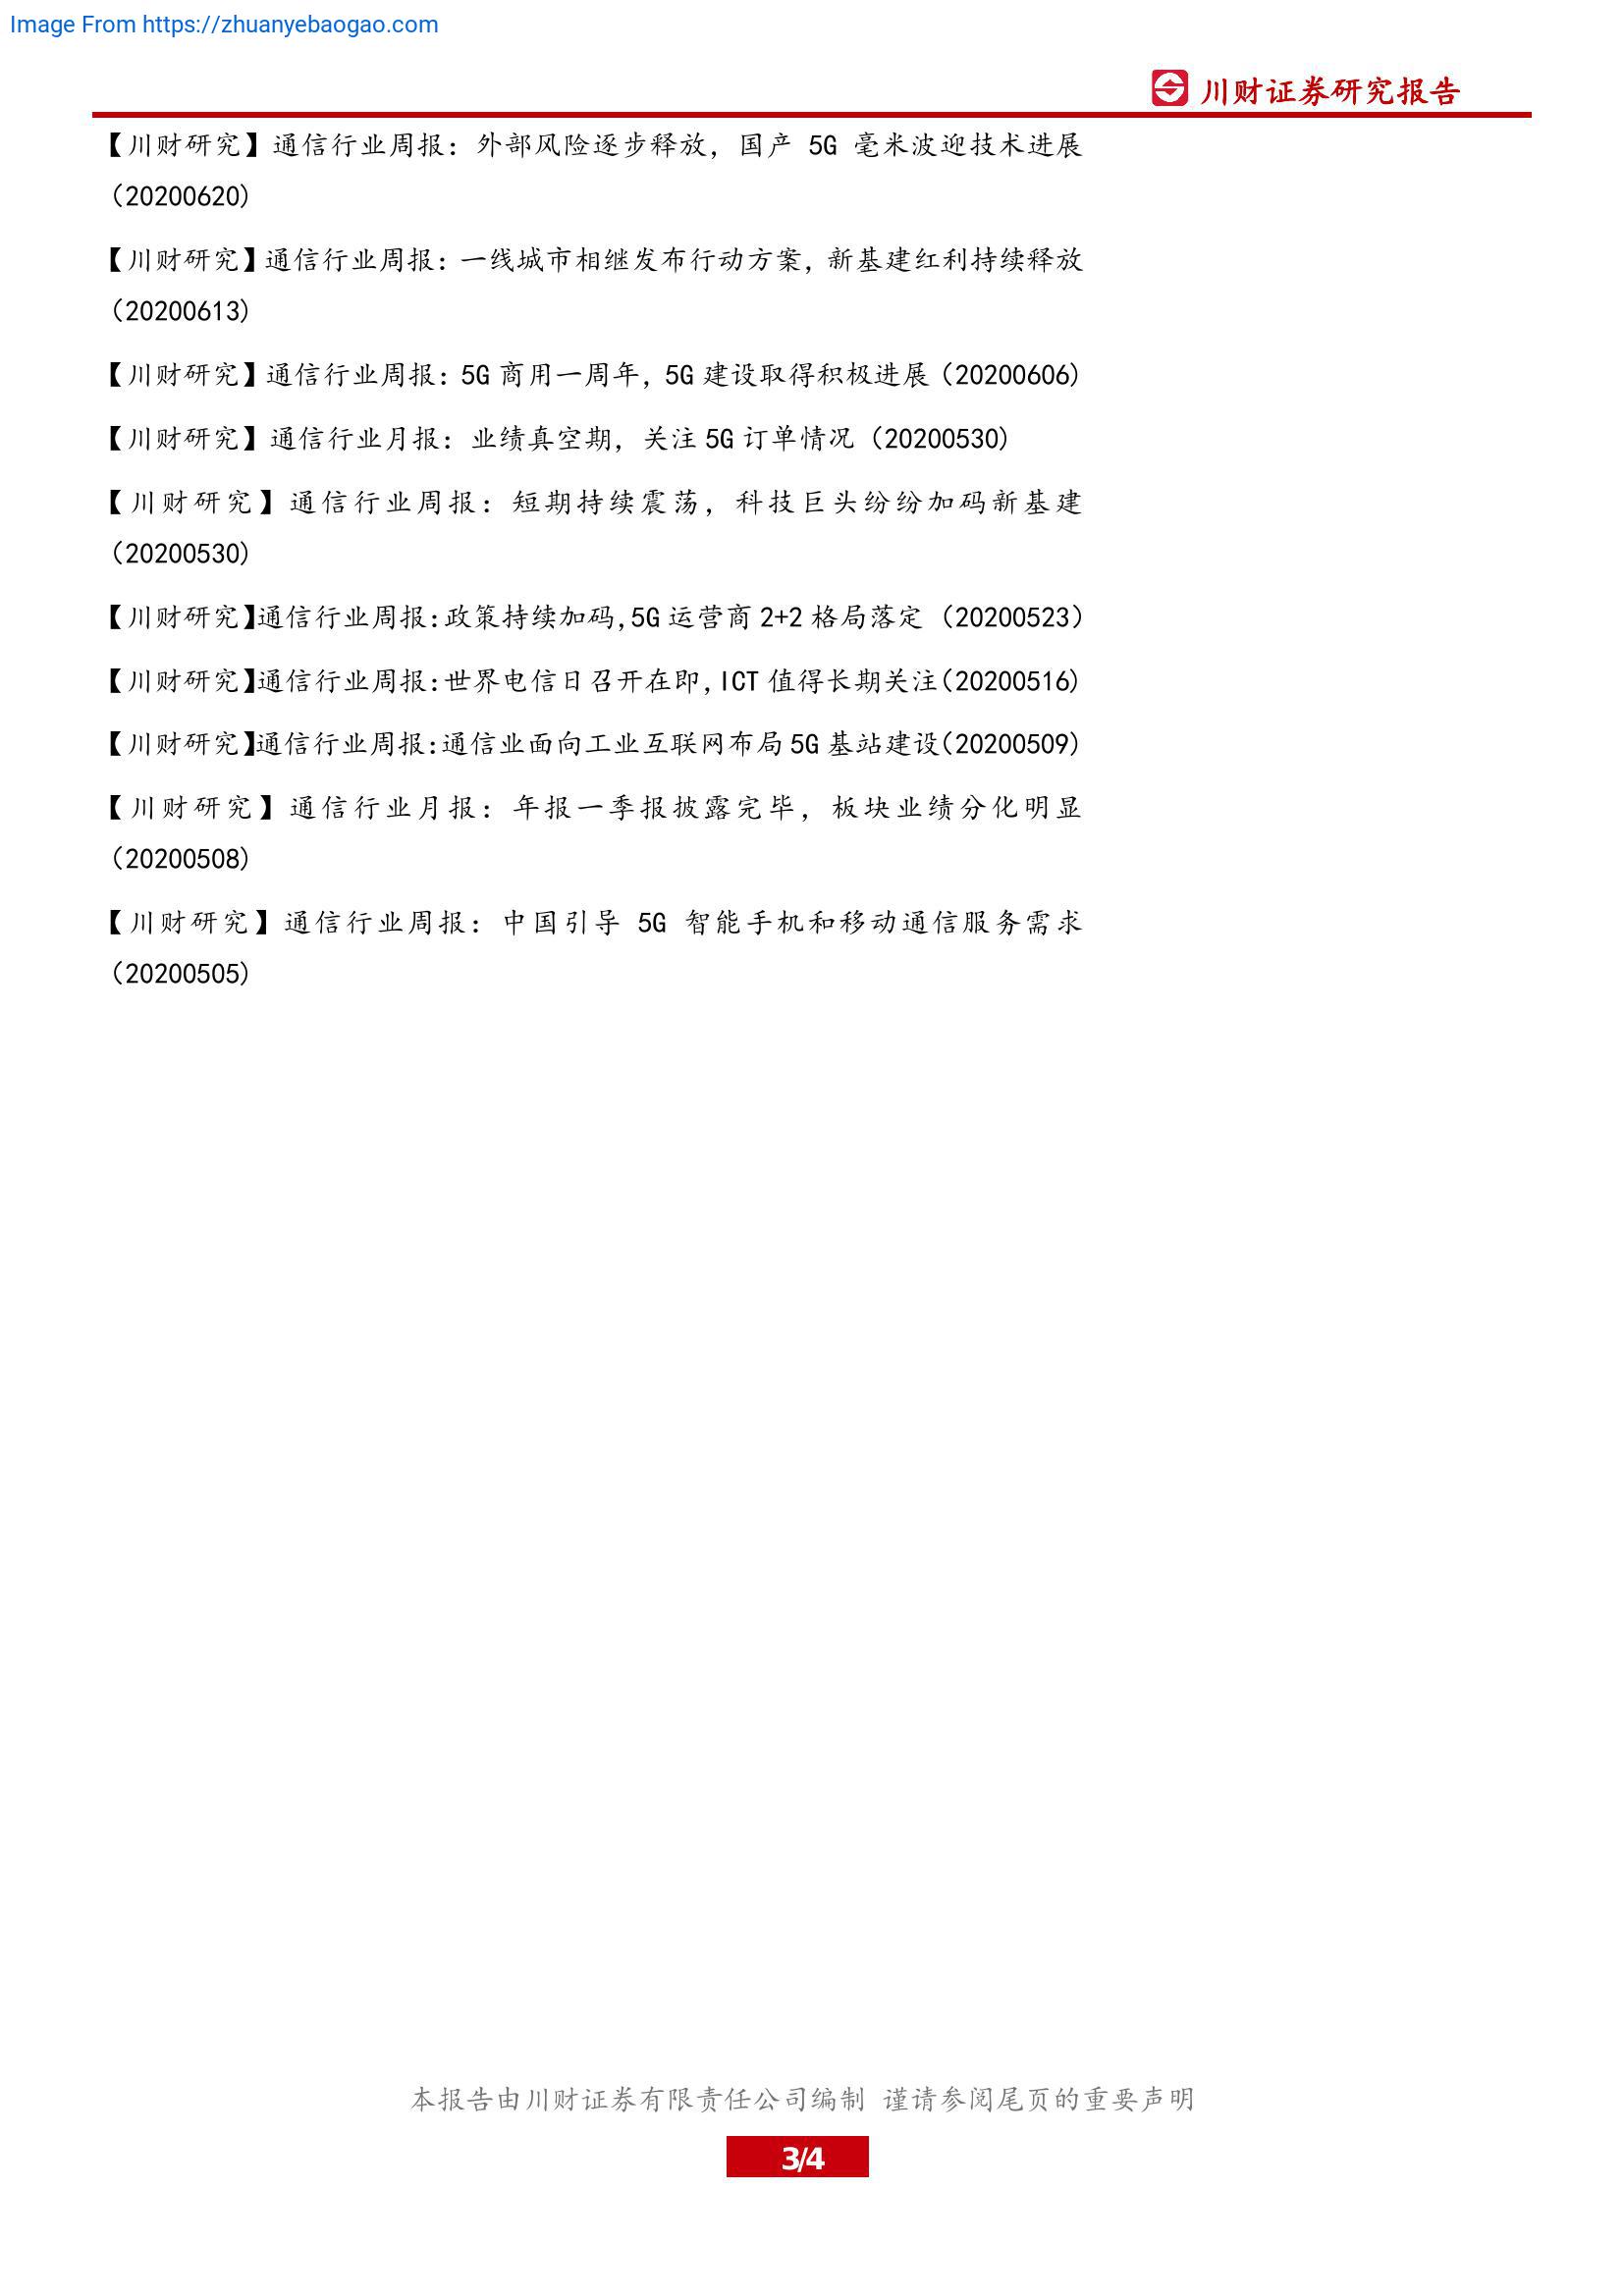 Image From https://zhuanyebaogao.com
川财证券研究报告
【川财研究】通信行业周报：外部风险逐步释放，国产 5G 毫米波迎技术进展
（20200620）
【川财研究】通信行业周报：一线城市相继发布行动方案，新基建红利持续释放
（20200613）
【川财研究】通信行业周报：5G 商用一周年，5G 建设取得积极进展（20200606）
【川财研究】通信行业月报：业绩真空期，关注 5G 订单情况（20200530）
【川财研究】通信行业周报：短期持续震荡，科技巨头纷纷加码新基建
（20200530）
【川财研究】通信行业周报：政策持续加码，5G 运营商 2+2 格局落定（20200523）
【川财研究】通信行业周报：世界电信日召开在即，ICT 值得长期关注（20200516）
【川财研究】通信行业周报：通信业面向工业互联网布局 5G 基站建设（20200509）
【川财研究】通信行业月报：年报一季报披露完毕，板块业绩分化明显
（20200508）
【川财研究】通信行业周报：中国引导 5G 智能手机和移动通信服务需求
（20200505）
本报告由川财证券有限责任公司编制 谨请参阅尾页的重要声明
3/4